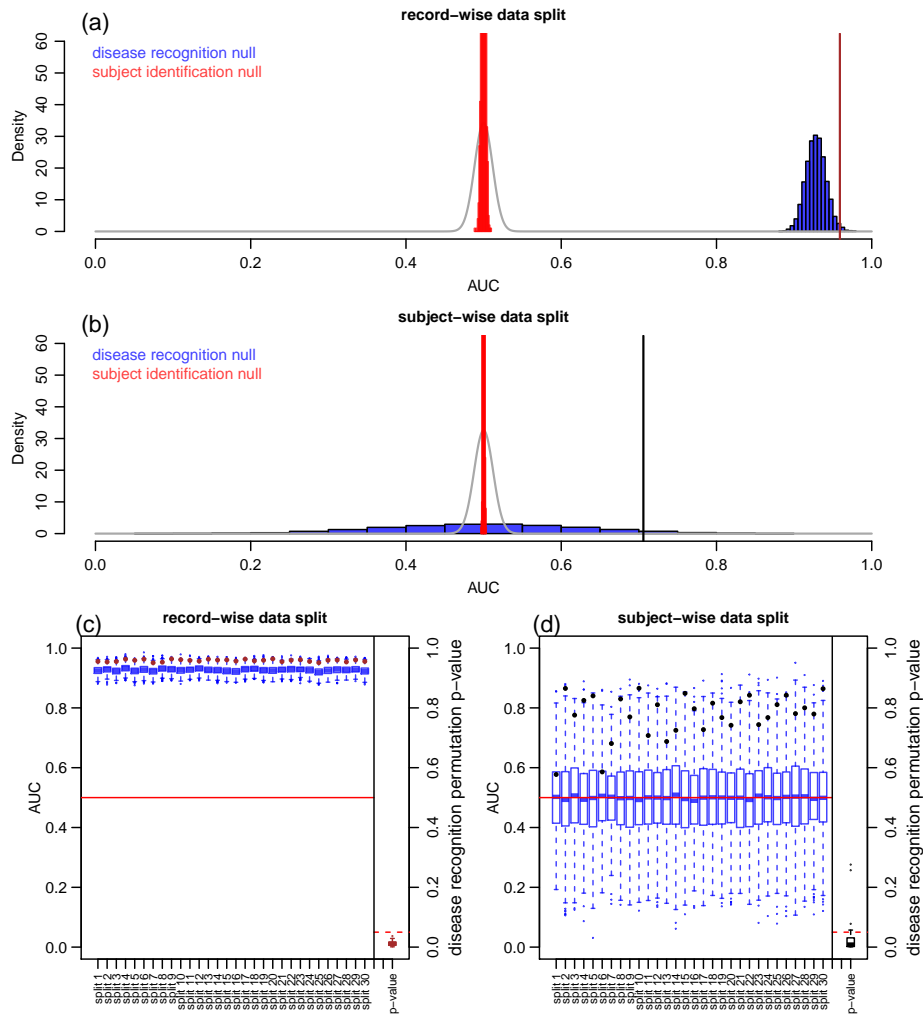 (a)
record−wise data split
disease recognition null
subject identification null
Density
0 10 20 30 40 50 60
0.0 0.2 0.4 0.6 0.8 1.0
AUC
(b)
subject−wise data split
disease recognition null
subject identification null
Density
0 10 20 30 40 50 60
0.0 0.2 0.4 0.6 0.8 1.0
AUC
(c)
record−wise data split
AUC
0.0 0.2 0.4 0.6 0.8 1.0
split 1
split 2
split 3
split 4
split 5
split 6
split 7
split 8
split 9
split 10
split 11
split 12
split 13
split 14
split 15
split 16
split 17
split 18
split 19
split 20
split 21
split 22
split 23
split 24
split 25
split 26
split 27
split 28
split 29
split 30
p−value
0.0 0.2 0.4 0.6 0.8 1.0
disease recognition permutation p−value
(d)
subject−wise data split
AUC
0.0 0.2 0.4 0.6 0.8 1.0
split 1
split 2
split 3
split 4
split 5
split 6
split 7
split 8
split 9
split 10
split 11
split 12
split 13
split 14
split 15
split 16
split 17
split 18
split 19
split 20
split 21
split 22
split 23
split 24
split 25
split 26
split 27
split 28
split 29
split 30
p−value
0.0 0.2 0.4 0.6 0.8 1.0
disease recognition permutation p−value